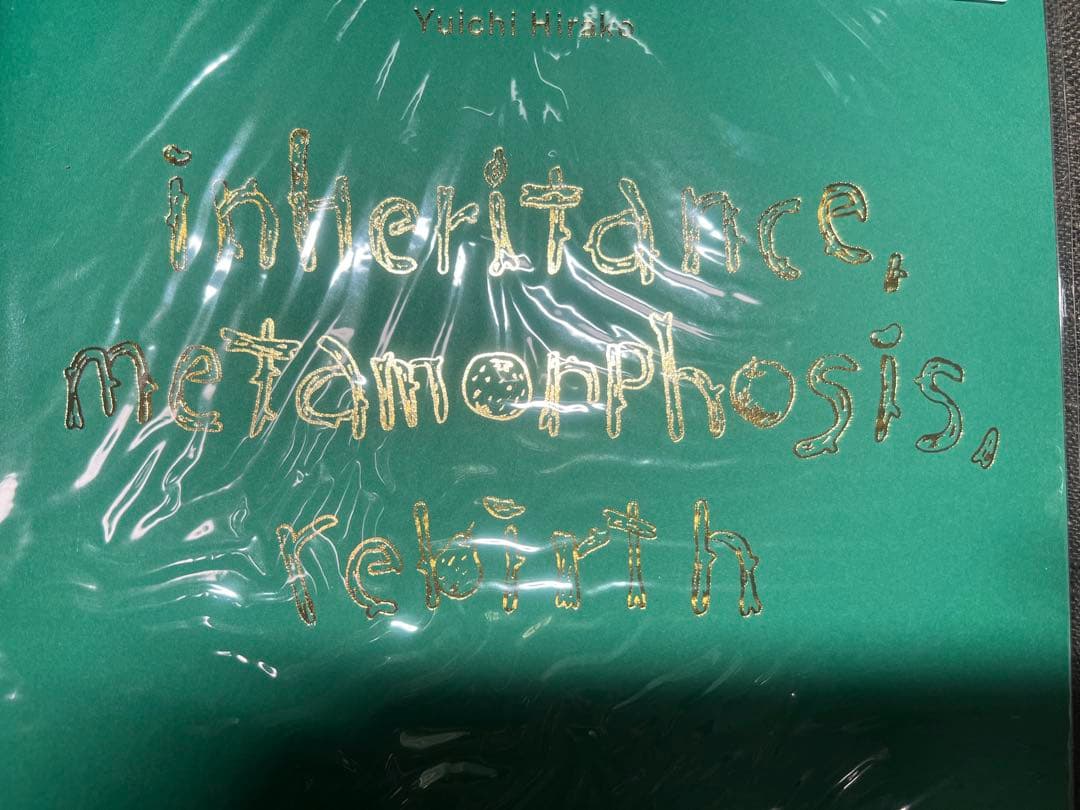 Yuichi Hirako
inheritance,
metamorphosis,
rebirth